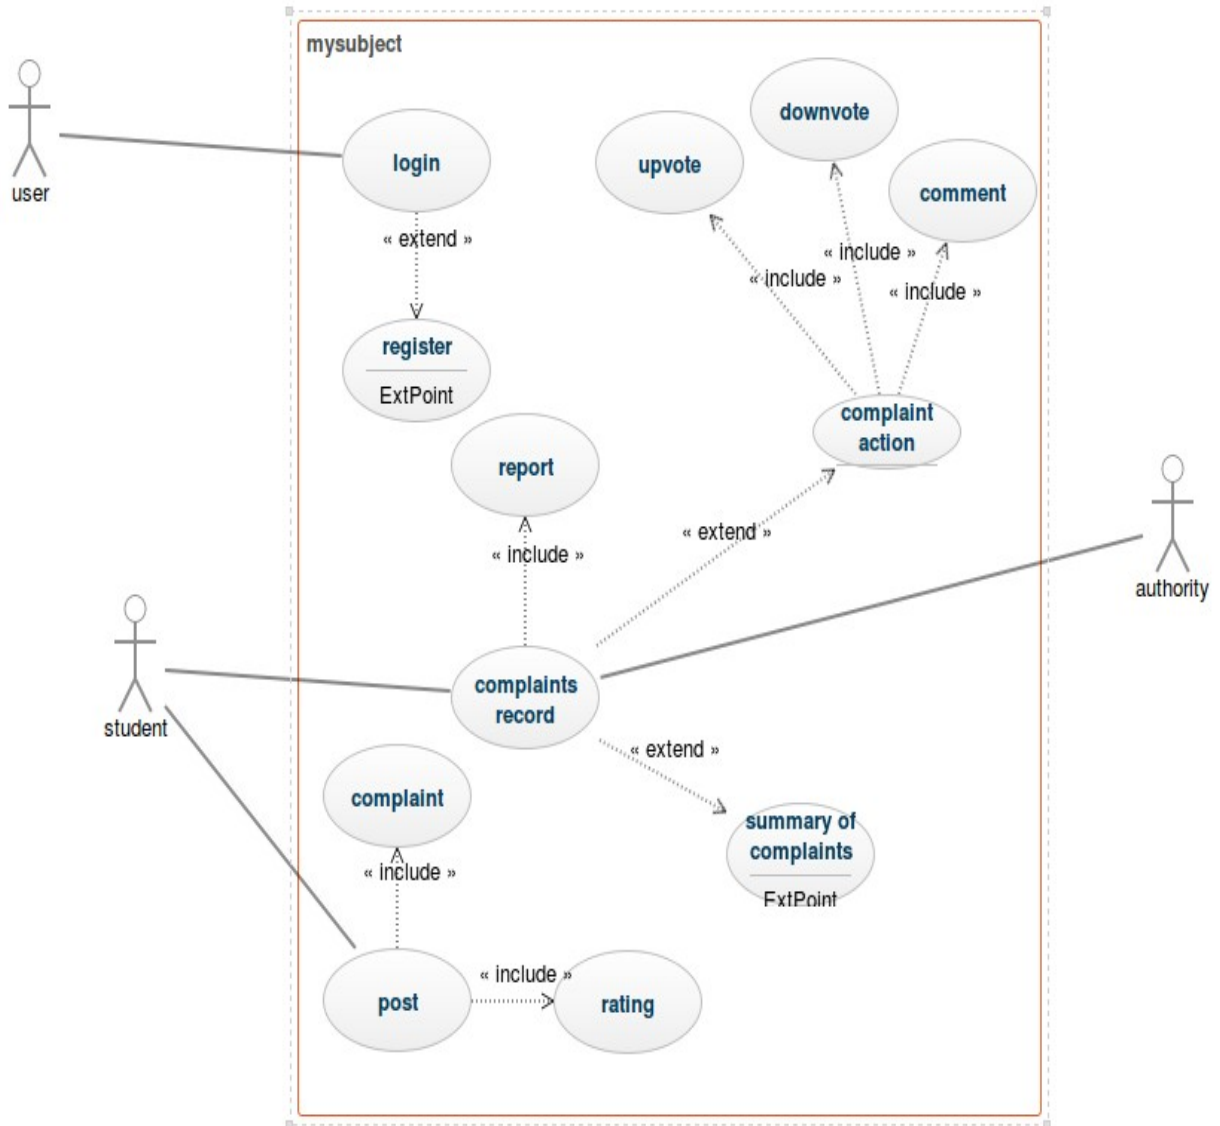 mysubject
downvote
upvote
login
comment
user
« extend »
« include »
« include »
« include »
register
ExtPoint
complaint
action
report
« extend »
« include »
authority
complaints
record
student
« extend »
complaint
summary of
complaints
« include »
ExtPoint
« include »
post
rating